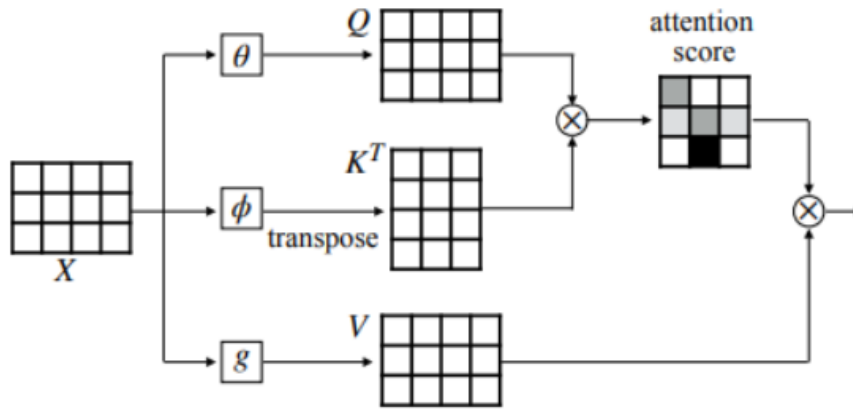 Q
attention
score
θ
K^T
ϕ
transpose
X
V
g